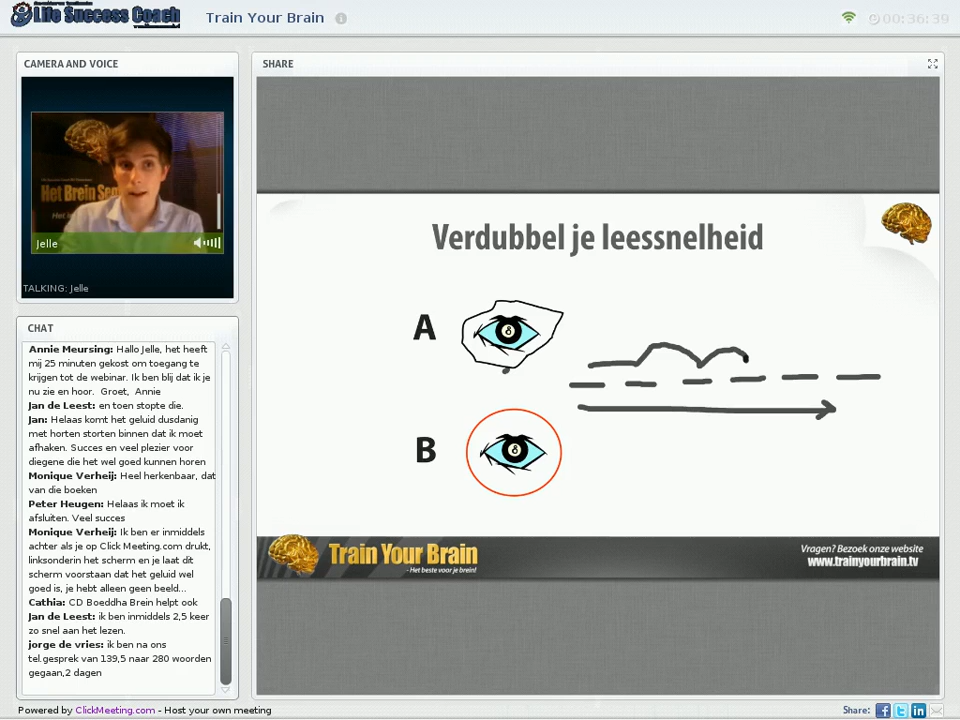 Life Success Coach
Train Your Brain
00:36:39
CAMERA AND VOICE
Het Brein
Jelle
TALKING: Jelle
CHAT
Annie Meursing: Hallo Jelle, het heeft
mij 25 minuten gekost om toegang te
krijgen tot de webinar. Ik ben blij dat ik je
nu zie en hoor.  Groet,  Annie
Jan de Leest: en toen stopte die.
Jan: Helaas komt het geluid dusdanig
met horten storten binnen dat ik moet
afhaken. Succes en veel plezier voor
diegene die het wel goed kunnen horen
Monique Verheij: Heel herkenbaar, dat
van die boeken
Peter Heugen: Helaas ik moet ik
afsluiten. Veel succes
Monique Verheij: Ik ben er inmiddels
achter als je op Click Meeting.com drukt,
linksonderin het scherm en je laat dit
scherm voorstaan dat het geluid wel
goed is, je hebt alleen geen beeld...
Cathia: CD Boeddha Brein helpt ook
Jan de Leest: ik ben inmiddels 2,5 keer
zo snel aan het lezen.
jorge de vries: ik ben na ons
tel.gesprek van 139,5 naar 280 woorden
gegaan,2 dagen
SHARE
Verdubbel je leessnelheid
A
8
B
8
Train Your Brain
- Het beste voor je brein!
Vragen? Bezoek onze website
www.trainyourbrain.tv
Powered by ClickMeeting.com - Host your own meeting
Share: